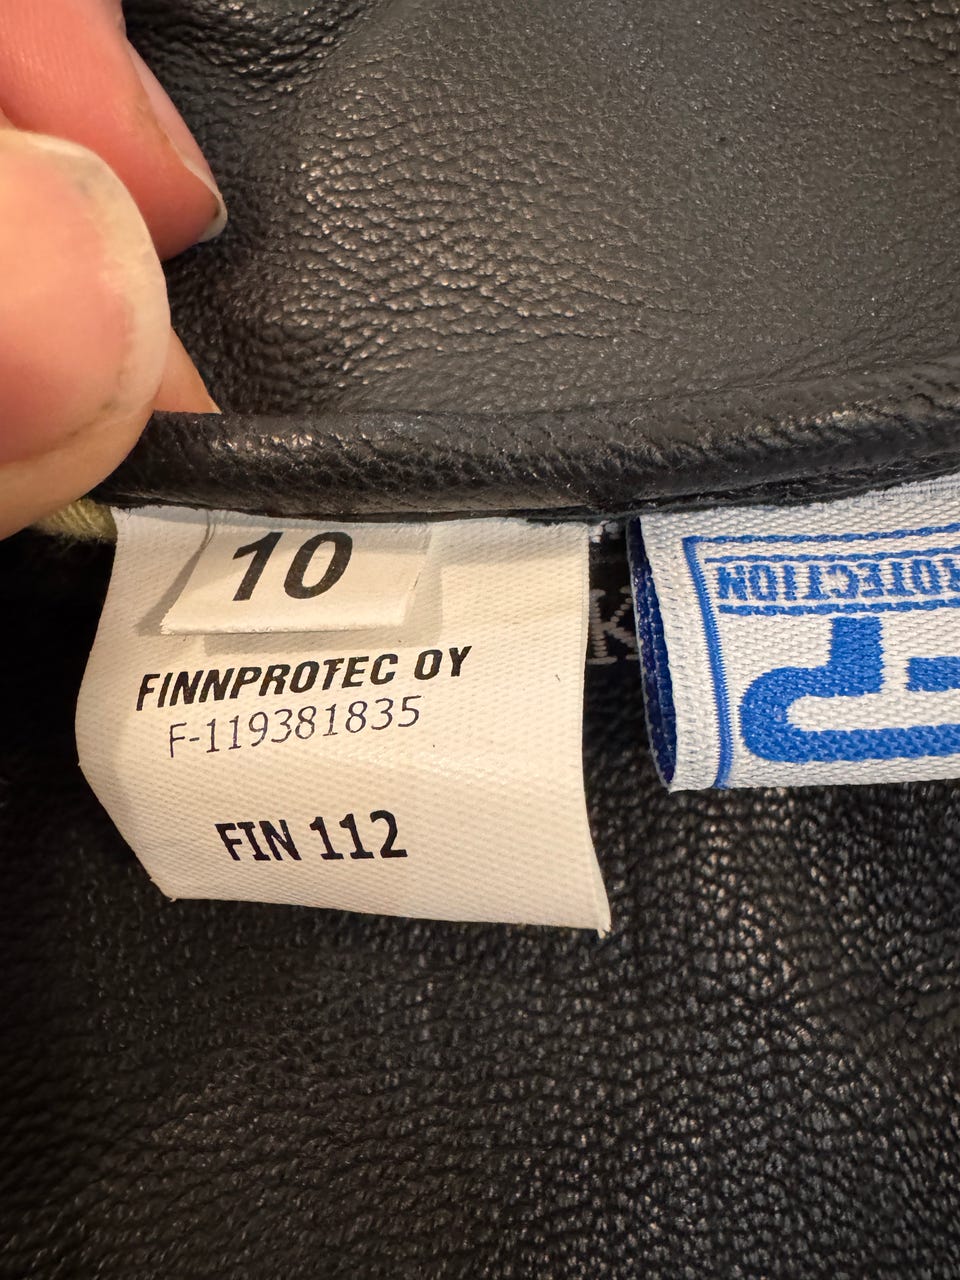 10
FINNPROTEC OY
F-119381835
FIN 112